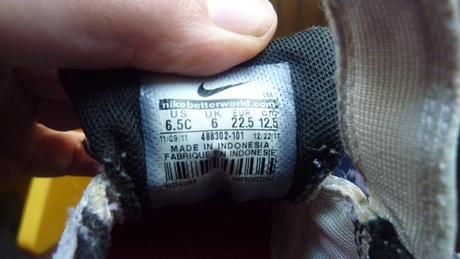 nikebetterworld.com
US UK EUR cm
6.5C 6 22.5 12.5
11/09/11 488302-101 12/22/11
MADE IN INDONESIA
FABRIQUE EN INDONESIE